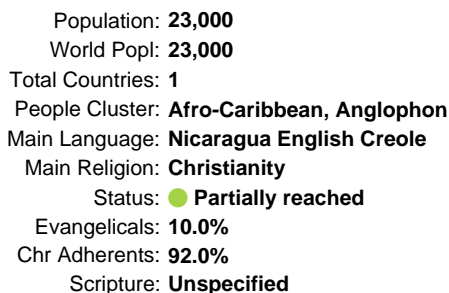 Population: 23,000
World Popl: 23,000
Total Countries: 1
People Cluster: Afro-Caribbean, Anglophon
Main Language: Nicaragua English Creole
Main Religion: Christianity
Status: Partially reached
Evangelicals: 10.0%
Chr Adherents: 92.0%
Scripture: Unspecified